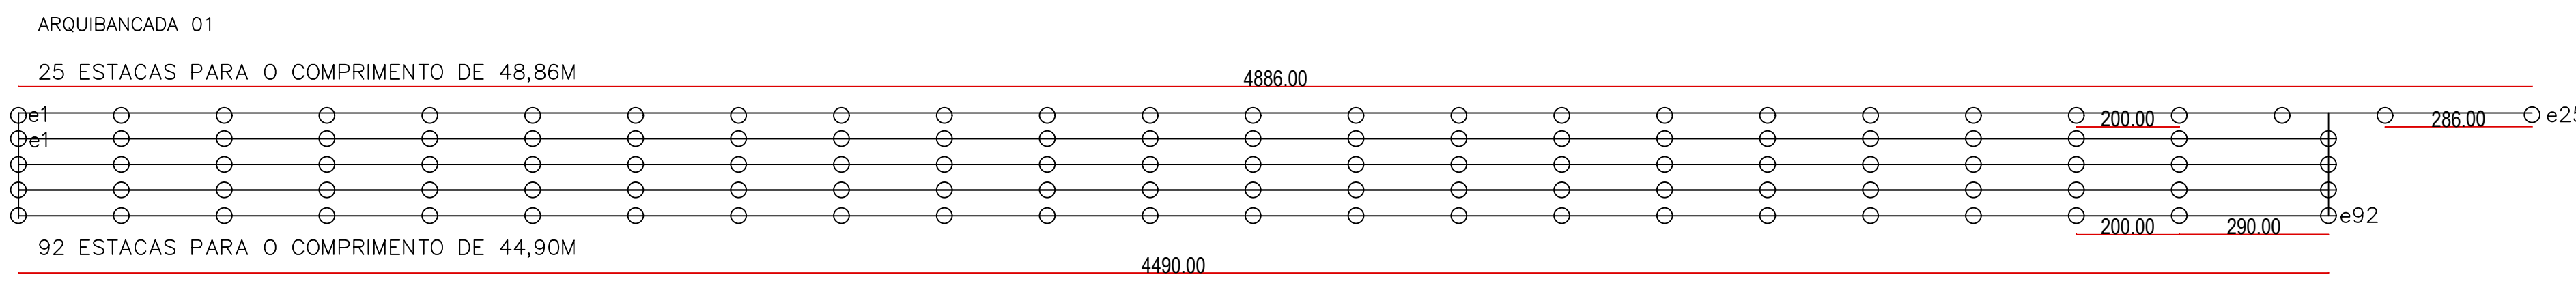 ARQUIBANCADA 01
25 ESTACAS PARA O COMPRIMENTO DE 48,86M
4886.00
e1
200.00
286.00
e25
e1
e92
200.00
290.00
92 ESTACAS PARA O COMPRIMENTO DE 44,90M
4490.00